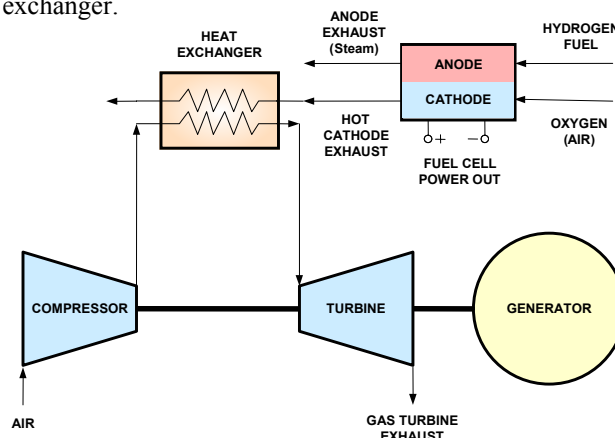 exchanger.
HEAT
EXCHANGER
ANODE
EXHAUST
(Steam)
HYDROGEN
FUEL
ANODE
CATHODE
HOT
CATHODE
EXHAUST
+
−
FUEL CELL
POWER OUT
OXYGEN
(AIR)
COMPRESSOR
TURBINE
GENERATOR
AIR
GAS TURBINE
EXHAUST